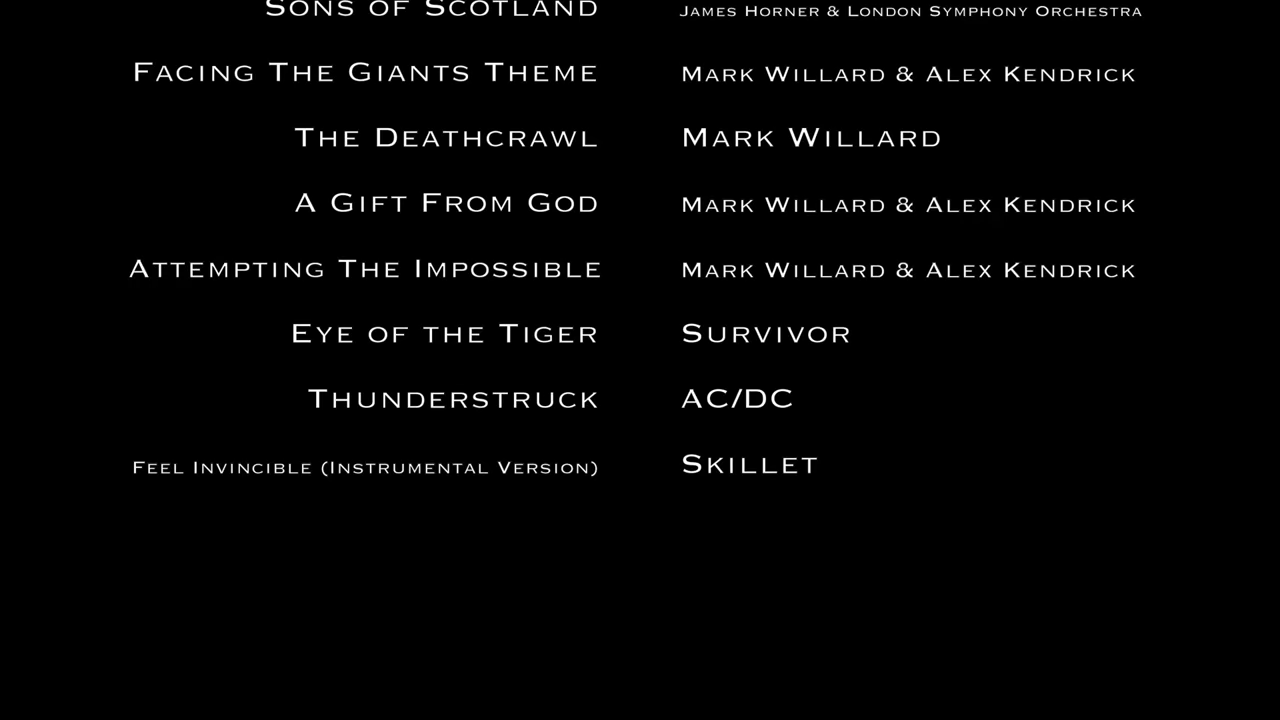 Sons of Scotland James Horner & London Symphony Orchestra
Facing The Giants Theme Mark Willard & Alex Kendrick
The Deathcrawl Mark Willard
A Gift From God Mark Willard & Alex Kendrick
Attempting The Impossible Mark Willard & Alex Kendrick
Eye of the Tiger Survivor
Thunderstruck AC/DC
Feel Invincible (Instrumental Version) Skillet